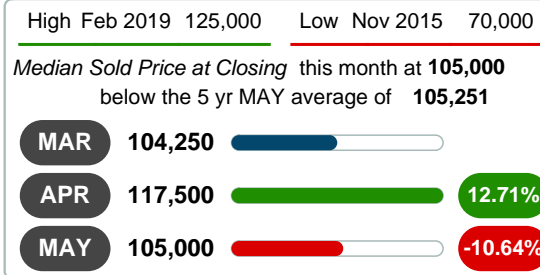 High Feb 2019 125,000 Low Nov 2015 70,000
Median Sold Price at Closing this month at 105,000
below the 5 yr MAY average of 105,251
MAR 104,250
APR 117,500 12.71%
MAY 105,000 -10.64%